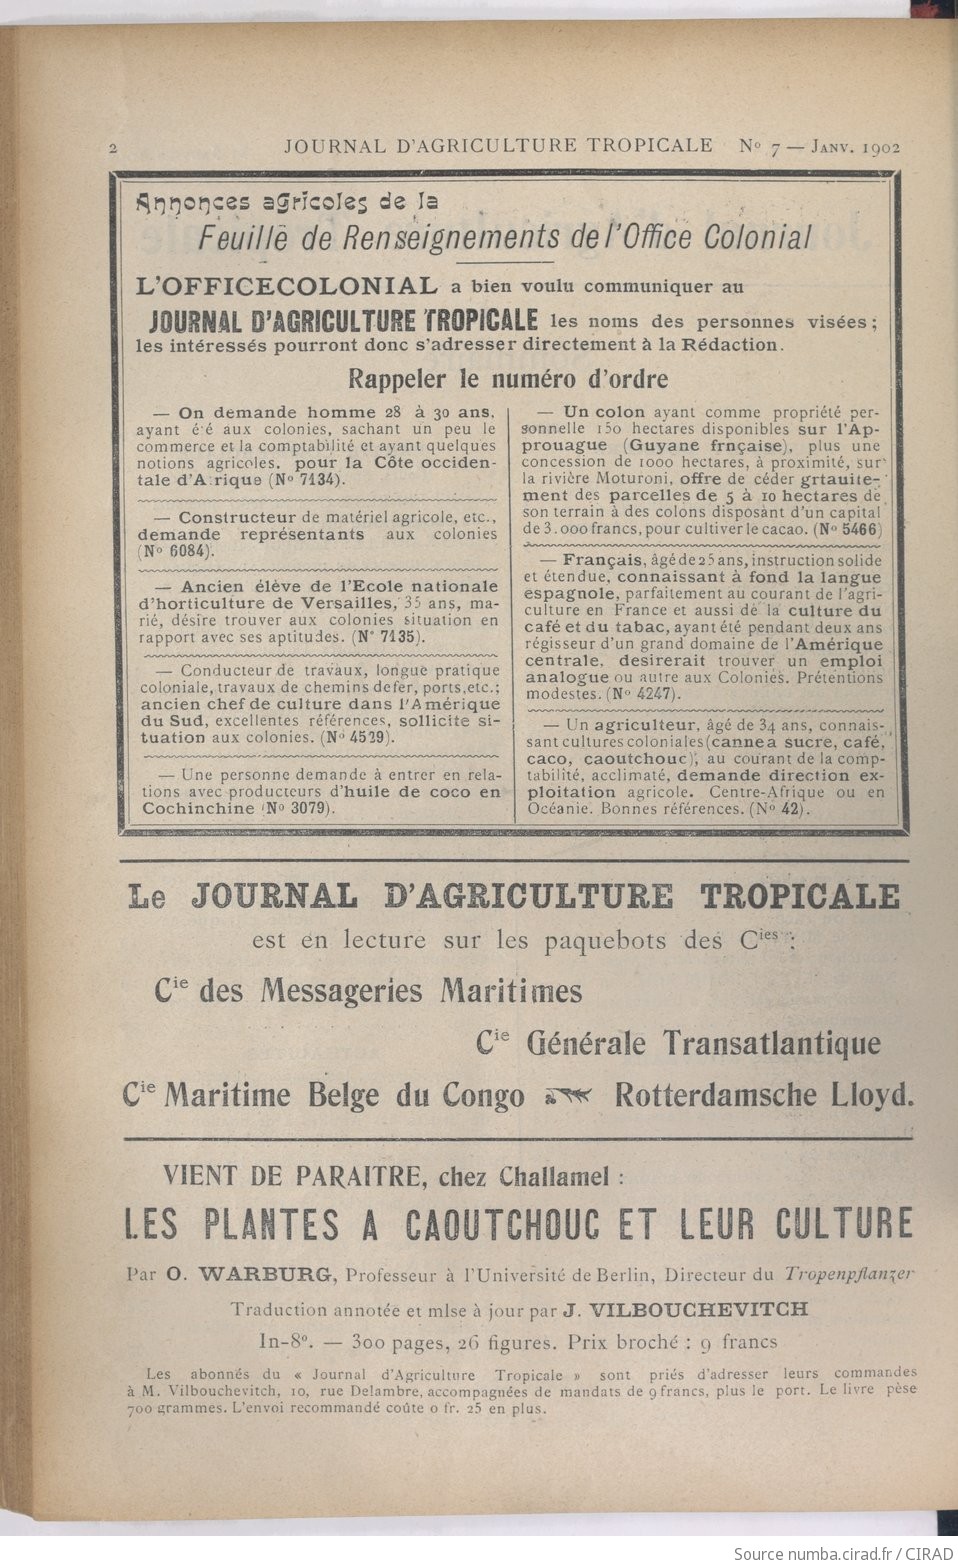 2 JOURNAL D'AGRICULTURE TROPICALE No 7 — JANV. 1902
Annonces agricoles de la
Feuille de Renseignements de l'Office Colonial
L'OFFICE COLONIAL a bien voulu communiquer au
JOURNAL D'AGRICULTURE TROPICALE les noms des personnes visées;
les intéressés pourront donc s'adresser directement à la Rédaction.
Rappeler le numéro d'ordre
— On demande homme 28 à 30 ans,
ayant été aux colonies, sachant un peu le
commerce et la comptabilité et ayant quelques
notions agricoles, pour la Côte occiden-
tale d'A.rique (No 7134).
— Constructeur de matériel agricole, etc.,
demande représentants aux colonies
(No 6084).
— Ancien élève de l'Ecole nationale
d'horticulture de Versailles, 35 ans, ma-
rié, désire trouver aux colonies situation en
rapport avec ses aptitudes. (N° 7135).
— Conducteur de travaux, longue pratique
coloniale, travaux de chemins de fer, ports, etc.;
ancien chef de culture dans l'Amérique
du Sud, excellentes références, sollicite si-
tuation aux colonies. (No 4529).
— Une personne demande à entrer en rela-
tions avec producteurs d'huile de coco en
Cochinchine (No 3079).
— Un colon ayant comme propriété per-
sonnelle 150 hectares disponibles sur l'Ap-
prouague (Guyane frnçaise), plus une
concession de 1000 hectares, à proximité, sur
la rivière Moturoni, offre de céder grtauite-
ment des parcelles de 5 à 10 hectares de
son terrain à des colons disposant d'un capital
de 3.000 francs, pour cultiver le cacao. (No 5466)
— Français, âgé de 25 ans, instruction solide
et étendue, connaissant à fond la langue
espagnole, parfaitement au courant de l'agri-
culture en France et aussi de la culture du
café et du tabac, ayant été pendant deux ans
régisseur d'un grand domaine de l'Amérique
centrale, desirerait trouver un emploi
analogue ou autre aux Colonies. Prétentions
modestes. (No 4247).
— Un agriculteur, âgé de 34 ans, connais-
sant cultures coloniales (canne a sucre, café,
caco, caoutchouc), au courant de la comp-
tabilité, acclimaté, demande direction ex-
ploitation agricole. Centre-Afrique ou en
Océanie. Bonnes références. (No 42).
Le JOURNAL D'AGRICULTURE TROPICALE
est en lecture sur les paquebots des Cies :
Cie des Messageries Maritimes
Cie Générale Transatlantique
Cie Maritime Belge du Congo Rotterdamsche Lloyd.
VIENT DE PARAITRE, chez Challamel :
LES PLANTES A CAOUTCHOUC ET LEUR CULTURE
Par O. WARBURG, Professeur à l'Université de Berlin, Directeur du Tropenpflanzer
Traduction annotée et mise à jour par J. VILBOUCHEVITCH
In-8o. — 300 pages, 26 figures. Prix broché : 9 francs
Les abonnés du « Journal d'Agriculture Tropicale » sont priés d'adresser leurs commandes
à M. Vilbouchevitch, 10, rue Delambre, accompagnées de mandats de 9 francs, plus le port. Le livre pèse
700 grammes. L'envoi recommandé coûte 0 fr. 25 en plus.
Source numba.cirad.fr / CIRAD